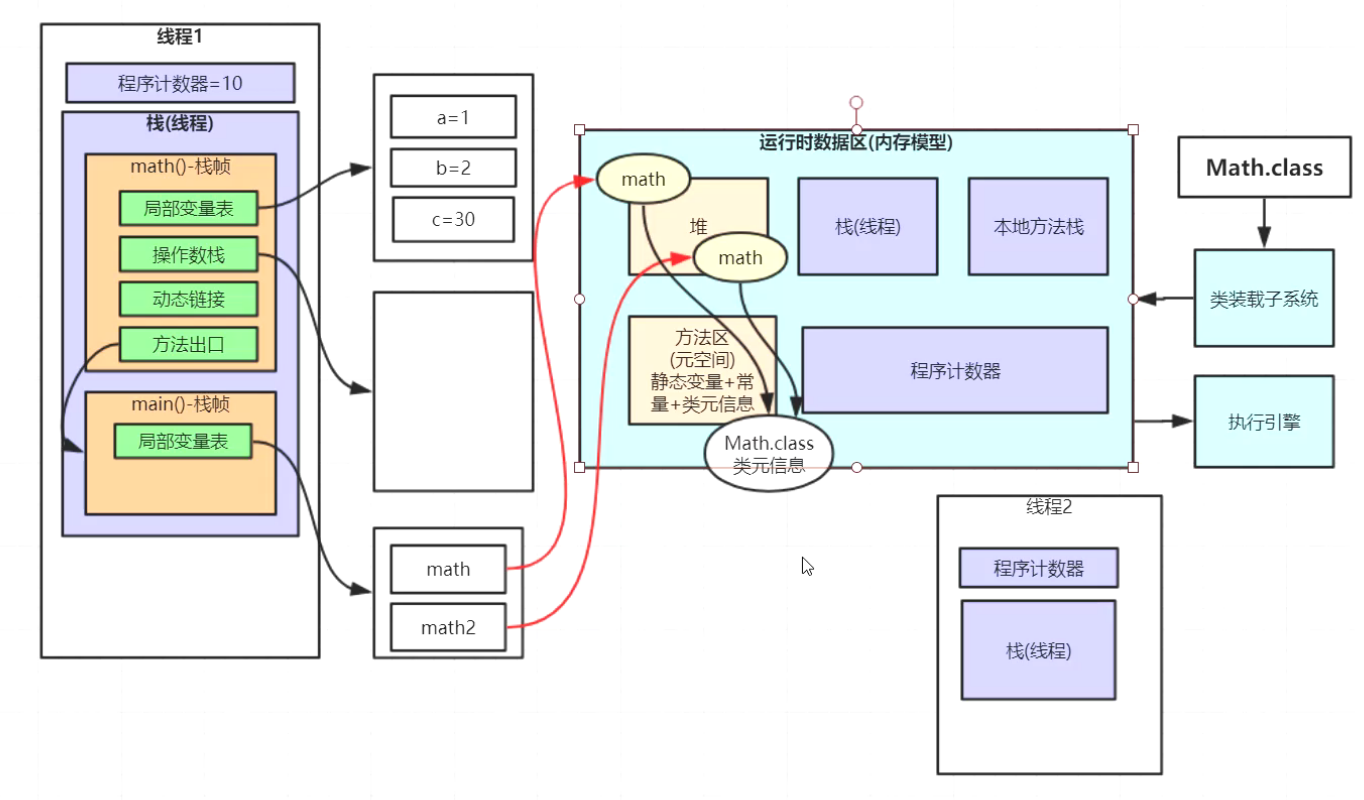 线程1
程序计数器=10
栈(线程)
math()-栈帧
局部变量表
操作数栈
动态链接
方法出口
main()-栈帧
局部变量表
a=1
b=2
c=30
math
math2
运行时数据区(内存模型)
math
堆
math
栈(线程)
本地方法栈
方法区
(元空间)
静态变量+常
量+类元信息
程序计数器
Math.class
类元信息
Math.class
类装载子系统
执行引擎
线程2
程序计数器
栈(线程)